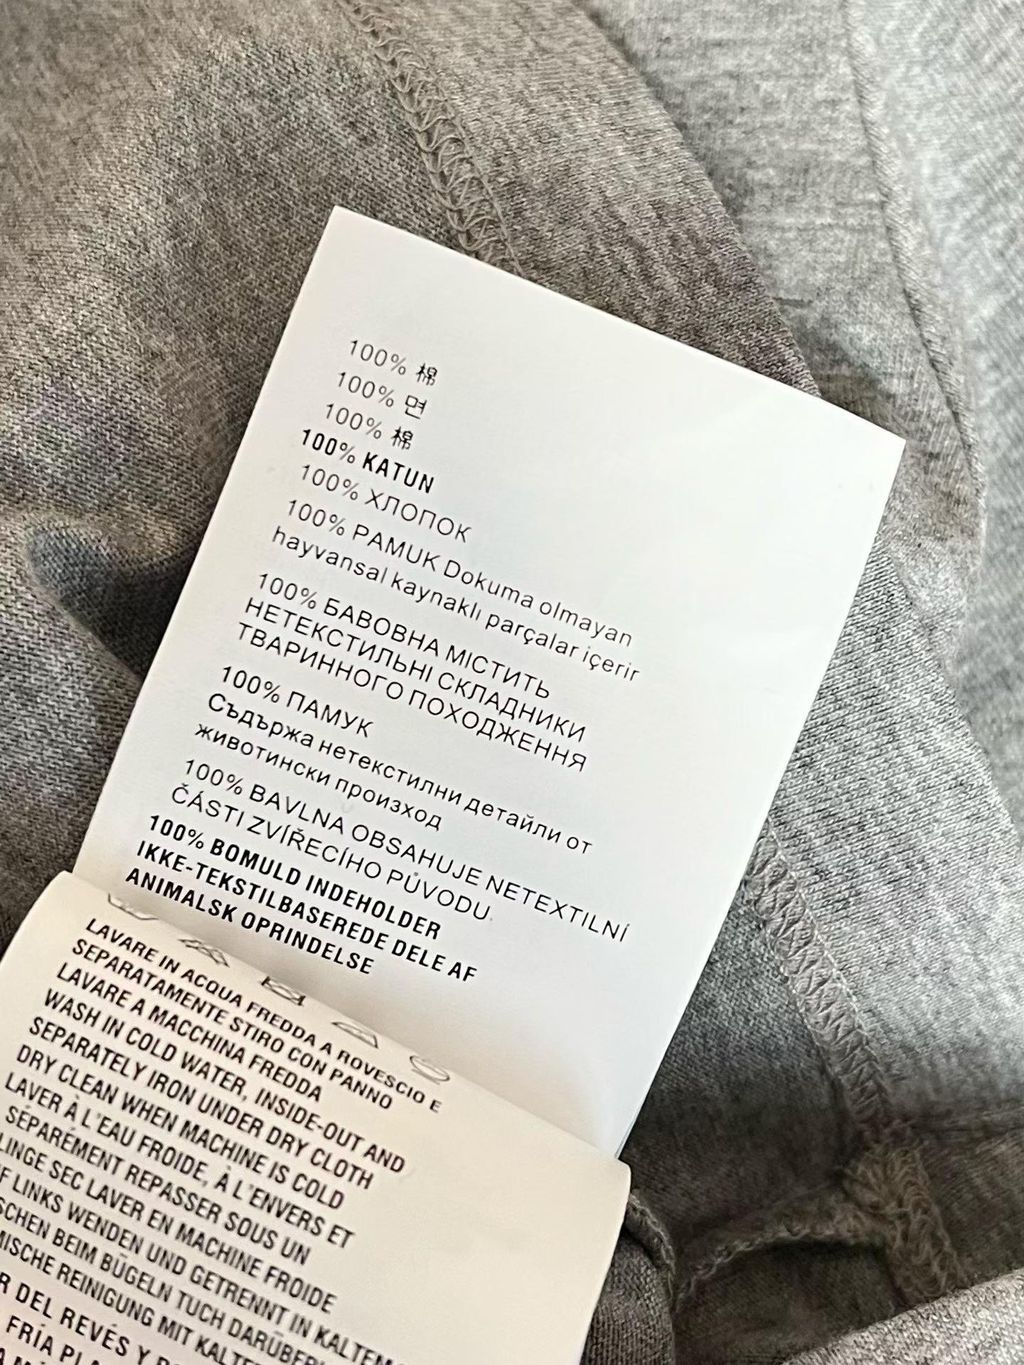 100% 棉
100% 면
100% 棉
100% KATUN
100% ХЛОПОК
100% PAMUK Dokuma olmayan
hayvansal kaynaklı parçalar içerir
100% БАВОВНА МІСТИТЬ
НЕТЕКСТИЛЬНІ СКЛАДНИКИ
ТВАРИННОГО ПОХОДЖЕННЯ
100% ПАМУК
Съдържа нетекстилни детайли от
животински произход
100% BAVLNA OBSAHUJE NETEXTILNÍ
ČÁSTI ZVÍŘECÍHO PŮVODU
100% BOMULD INDEHOLDER
IKKE-TEKSTILBASEREDE DELE AF
ANIMALSK OPRINDELSE
LAVARE IN ACQUA FREDDA A ROVESCIO E
SEPARATAMENTE STIRO CON PANNO
LAVARE A MACCHINA FREDDA
WASH IN COLD WATER, INSIDE-OUT AND
SEPARATELY IRON UNDER DRY CLOTH
DRY CLEAN WHEN MACHINE IS COLD
LAVER À L'EAU FROIDE, À L'ENVERS ET
SÉPARÉMENT REPASSER SOUS UN
LINGE SEC LAVER EN MACHINE FROIDE
LINKS WENDEN UND GETRENNT IN KALTEM
BEIM BÜGELN TUCH
REINIGUNG MIT
DEL REVÉS Y
FRÍA